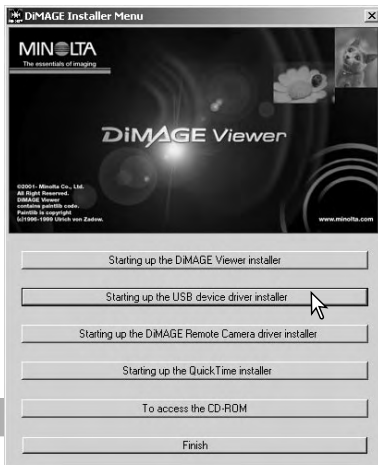 DiMAGE Installer Menu
MINOLTA
The essentials of imaging
DiMAGE Viewer
©2001- Minolta Co., Ltd.
All Right Reserved.
DiMAGE Viewer
contains paintlib code.
Paintlib is copyright
(c)1996-1999 Ulrich von Zadow.
www.minolta.com
Starting up the DiMAGE Viewer installer
Starting up the USB device driver installer
Starting up the DiMAGE Remote Camera driver installer
Starting up the QuickTime installer
To access the CD-ROM
Finish